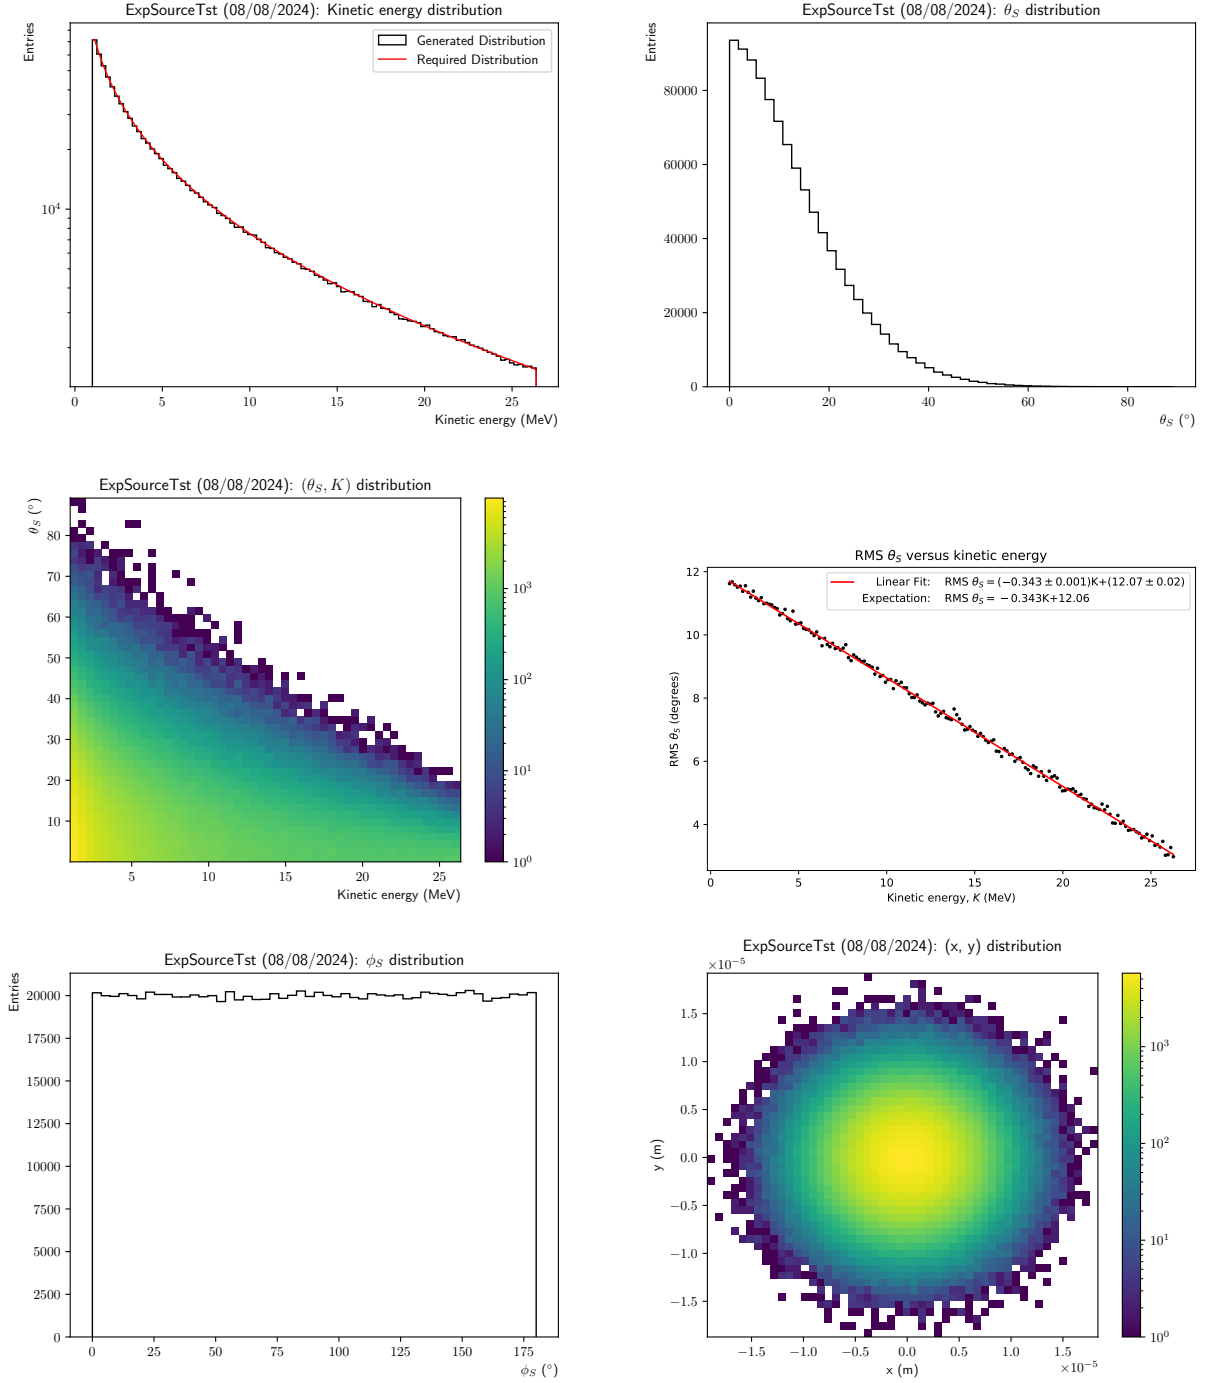 ExpSourceTst (08/08/2024): Kinetic energy distribution
Entries
Generated Distribution
Required Distribution
10⁴
0 5 10 15 20 25
Kinetic energy (MeV)
ExpSourceTst (08/08/2024): θ_S distribution
Entries
80000
60000
40000
20000
0
0 20 40 60 80
θ_S (°)
ExpSourceTst (08/08/2024): (θ_S, K) distribution
θ_S (°)
80
70
60
50
40
30
20
10
5 10 15 20 25
Kinetic energy (MeV)
10³
10²
10¹
10⁰
RMS θ_S versus kinetic energy
Linear Fit: RMS θ_S = (−0.343 ± 0.001)K+(12.07 ± 0.02)
Expectation: RMS θ_S = − 0.343K+12.06
RMS θ_S (degrees)
12
10
8
6
4
0 5 10 15 20 25
Kinetic energy, K (MeV)
ExpSourceTst (08/08/2024): ϕ_S distribution
Entries
20000
17500
15000
12500
10000
7500
5000
2500
0
0 25 50 75 100 125 150 175
ϕ_S (°)
ExpSourceTst (08/08/2024): (x, y) distribution
×10⁻⁵
y (m)
1.5
1.0
0.5
0.0
−0.5
−1.0
−1.5
−1.5 −1.0 −0.5 0.0 0.5 1.0 1.5
x (m)
×10⁻⁵
10³
10²
10¹
10⁰